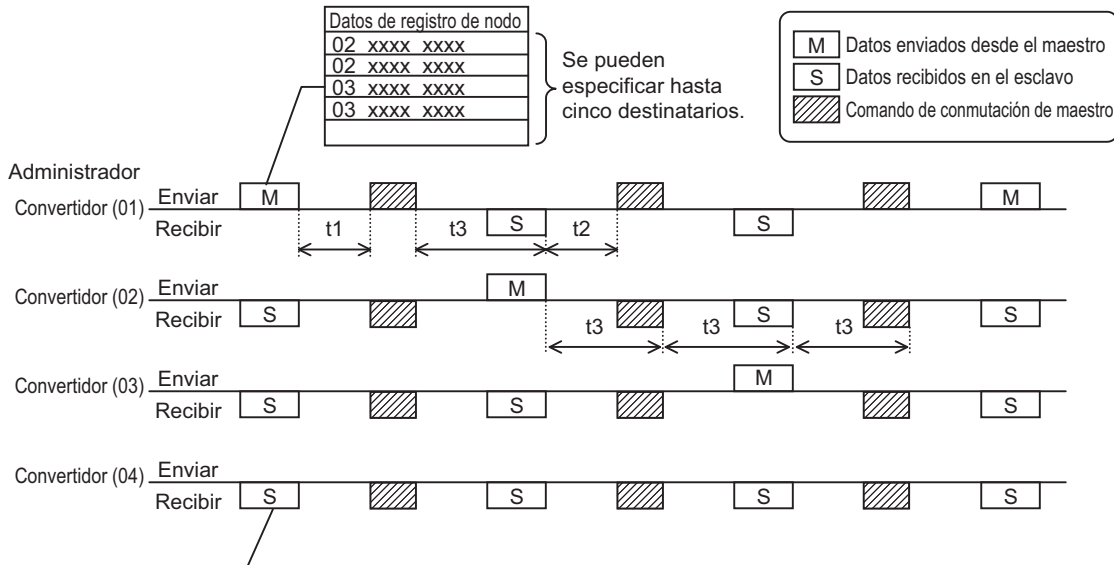 Datos de registro de nodo
02 xxxx xxxx
02 xxxx xxxx
03 xxxx xxxx
03 xxxx xxxx
Se pueden
especificar hasta
cinco destinatarios.
M Datos enviados desde el maestro
S Datos recibidos en el esclavo
Comando de conmutación de maestro
Administrador
Convertidor (01) Enviar M M
Recibir S S
t1 t3 t2
Convertidor (02) Enviar M
Recibir S S S
t3 t3 t3
Convertidor (03) Enviar M
Recibir S S S
Convertidor (04) Enviar
Recibir S S S S